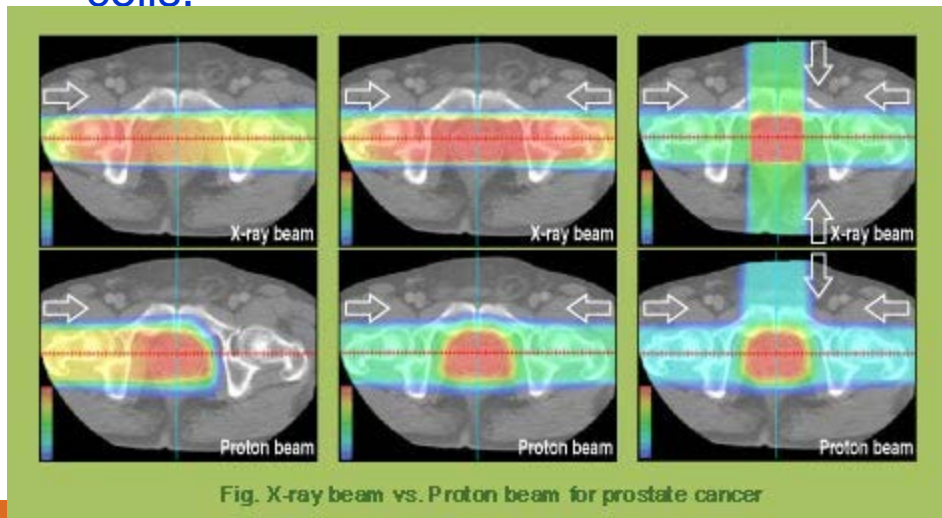 cells.
X-ray beam
X-ray beam
X-ray beam
Proton beam
Proton beam
Proton beam
Fig. X-ray beam vs. Proton beam for prostate cancer